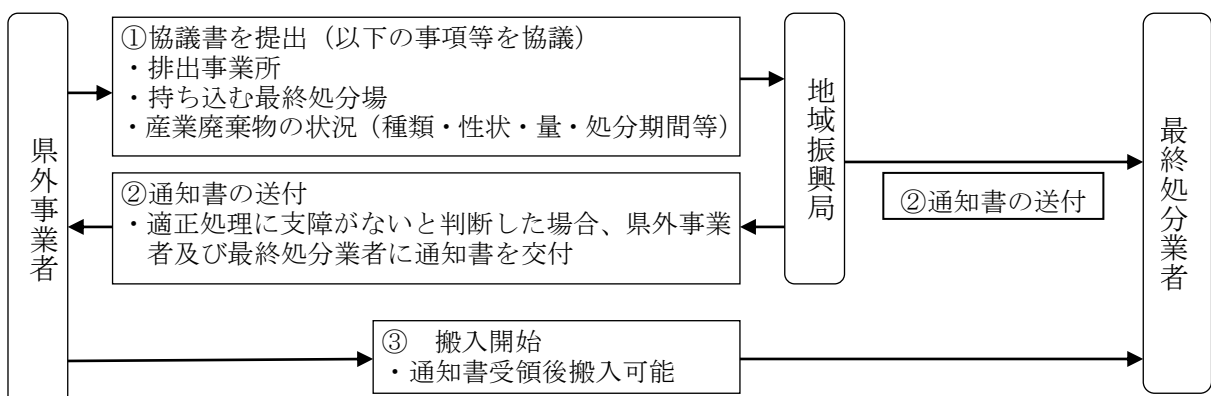 県外事業者
①協議書を提出（以下の事項等を協議）
・排出事業所
・持ち込む最終処分場
・産業廃棄物の状況（種類・性状・量・処分期間等）
地域振興局
②通知書の送付
・適正処理に支障がないと判断した場合、県外事業
者及び最終処分業者に通知書を交付
②通知書の送付
最終処分業者
③　搬入開始
・通知書受領後搬入可能